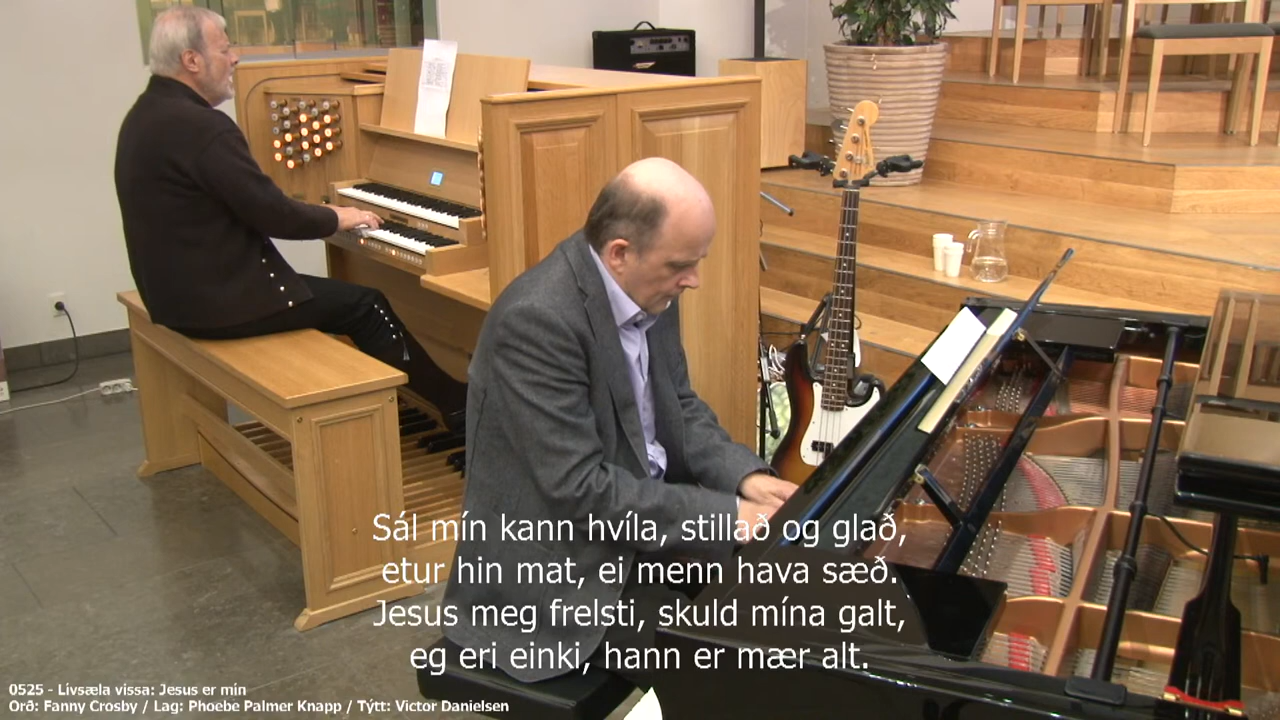 Sál mín kann hvíla, stillað og glað,
etur hin mat, ei menn hava sæð.
Jesus meg frelsti, skuld mína galt,
eg eri einki, hann er mær alt.
0525 - Lívsæla vissa: Jesus er mín
Orð: Fanny Crosby / Lag: Phoebe Palmer Knapp / Týtt: Victor Danielsen